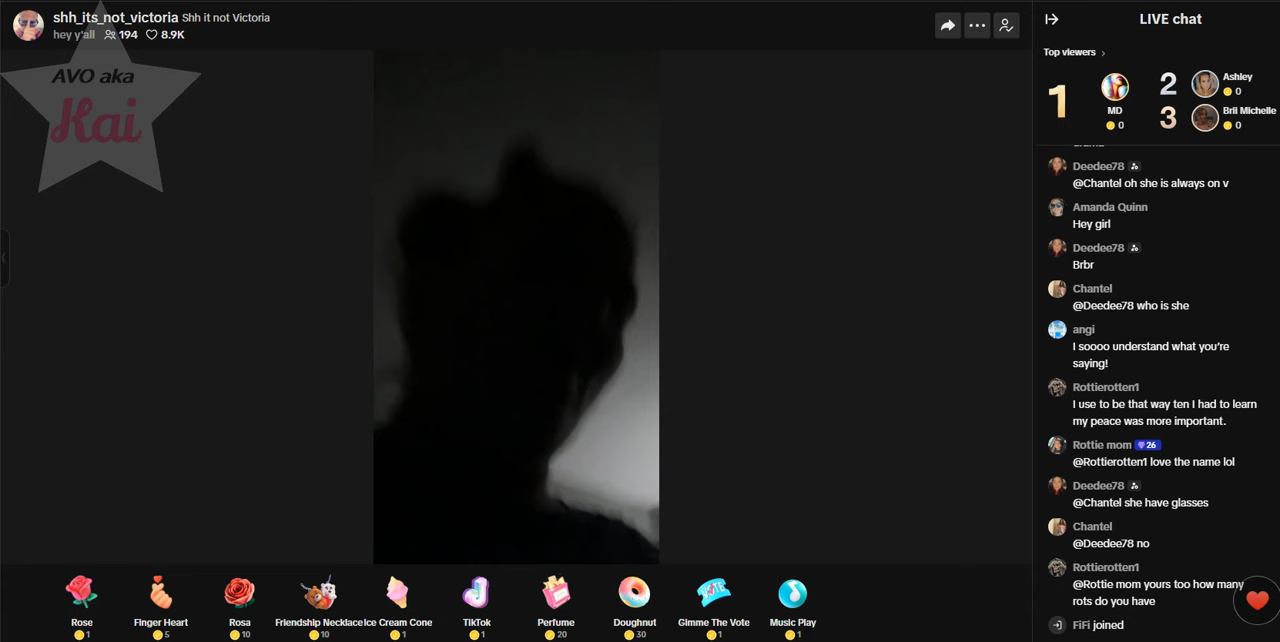 shh_its_not_victoria Shh it not Victoria
hey y'all 194 8.9K
AVO aka
Kai
LIVE chat
Top viewers
1
MD
0
2
Ashley
0
3
Brii Michelle
0
Deedee78
@Chantel oh she is always on v
Amanda Quinn
Hey girl
Deedee78
Brbr
Chantel
@Deedee78 who is she
angi
I soooo understand what you're
saying!
Rottierotten1
I use to be that way ten I had to learn
my peace was more important.
Rottie mom 26
@Rottierotten1 love the name lol
Deedee78
@Chantel she have glasses
Chantel
@Deedee78 no
Rottierotten1
@Rottie mom yours too how many
rots do you have
FiFi joined
Rose
1
Finger Heart
5
Rosa
10
Friendship Necklace
10
Ice Cream Cone
1
TikTok
1
Perfume
20
Doughnut
30
VOTE
Gimme The Vote
1
Music Play
1